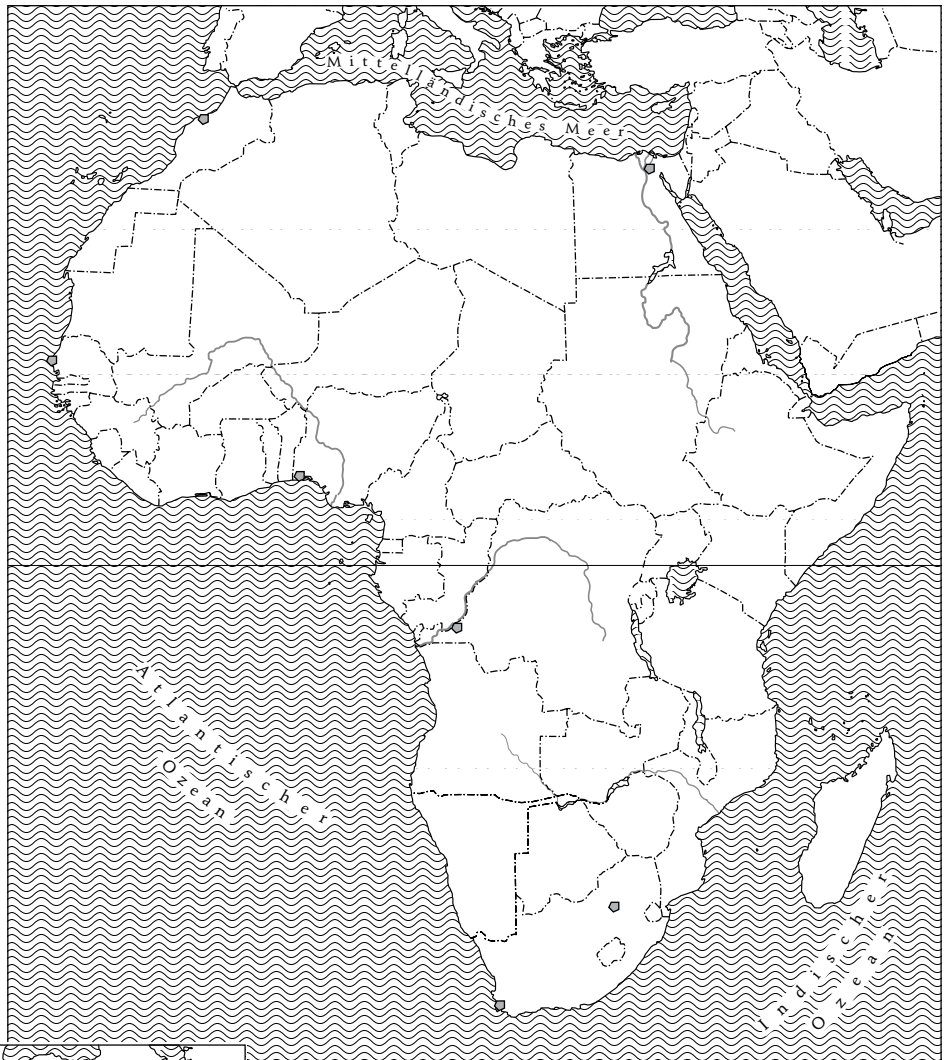 Mittelländisches Meer
Atlantischer
Ozean
Indischer
Ozean